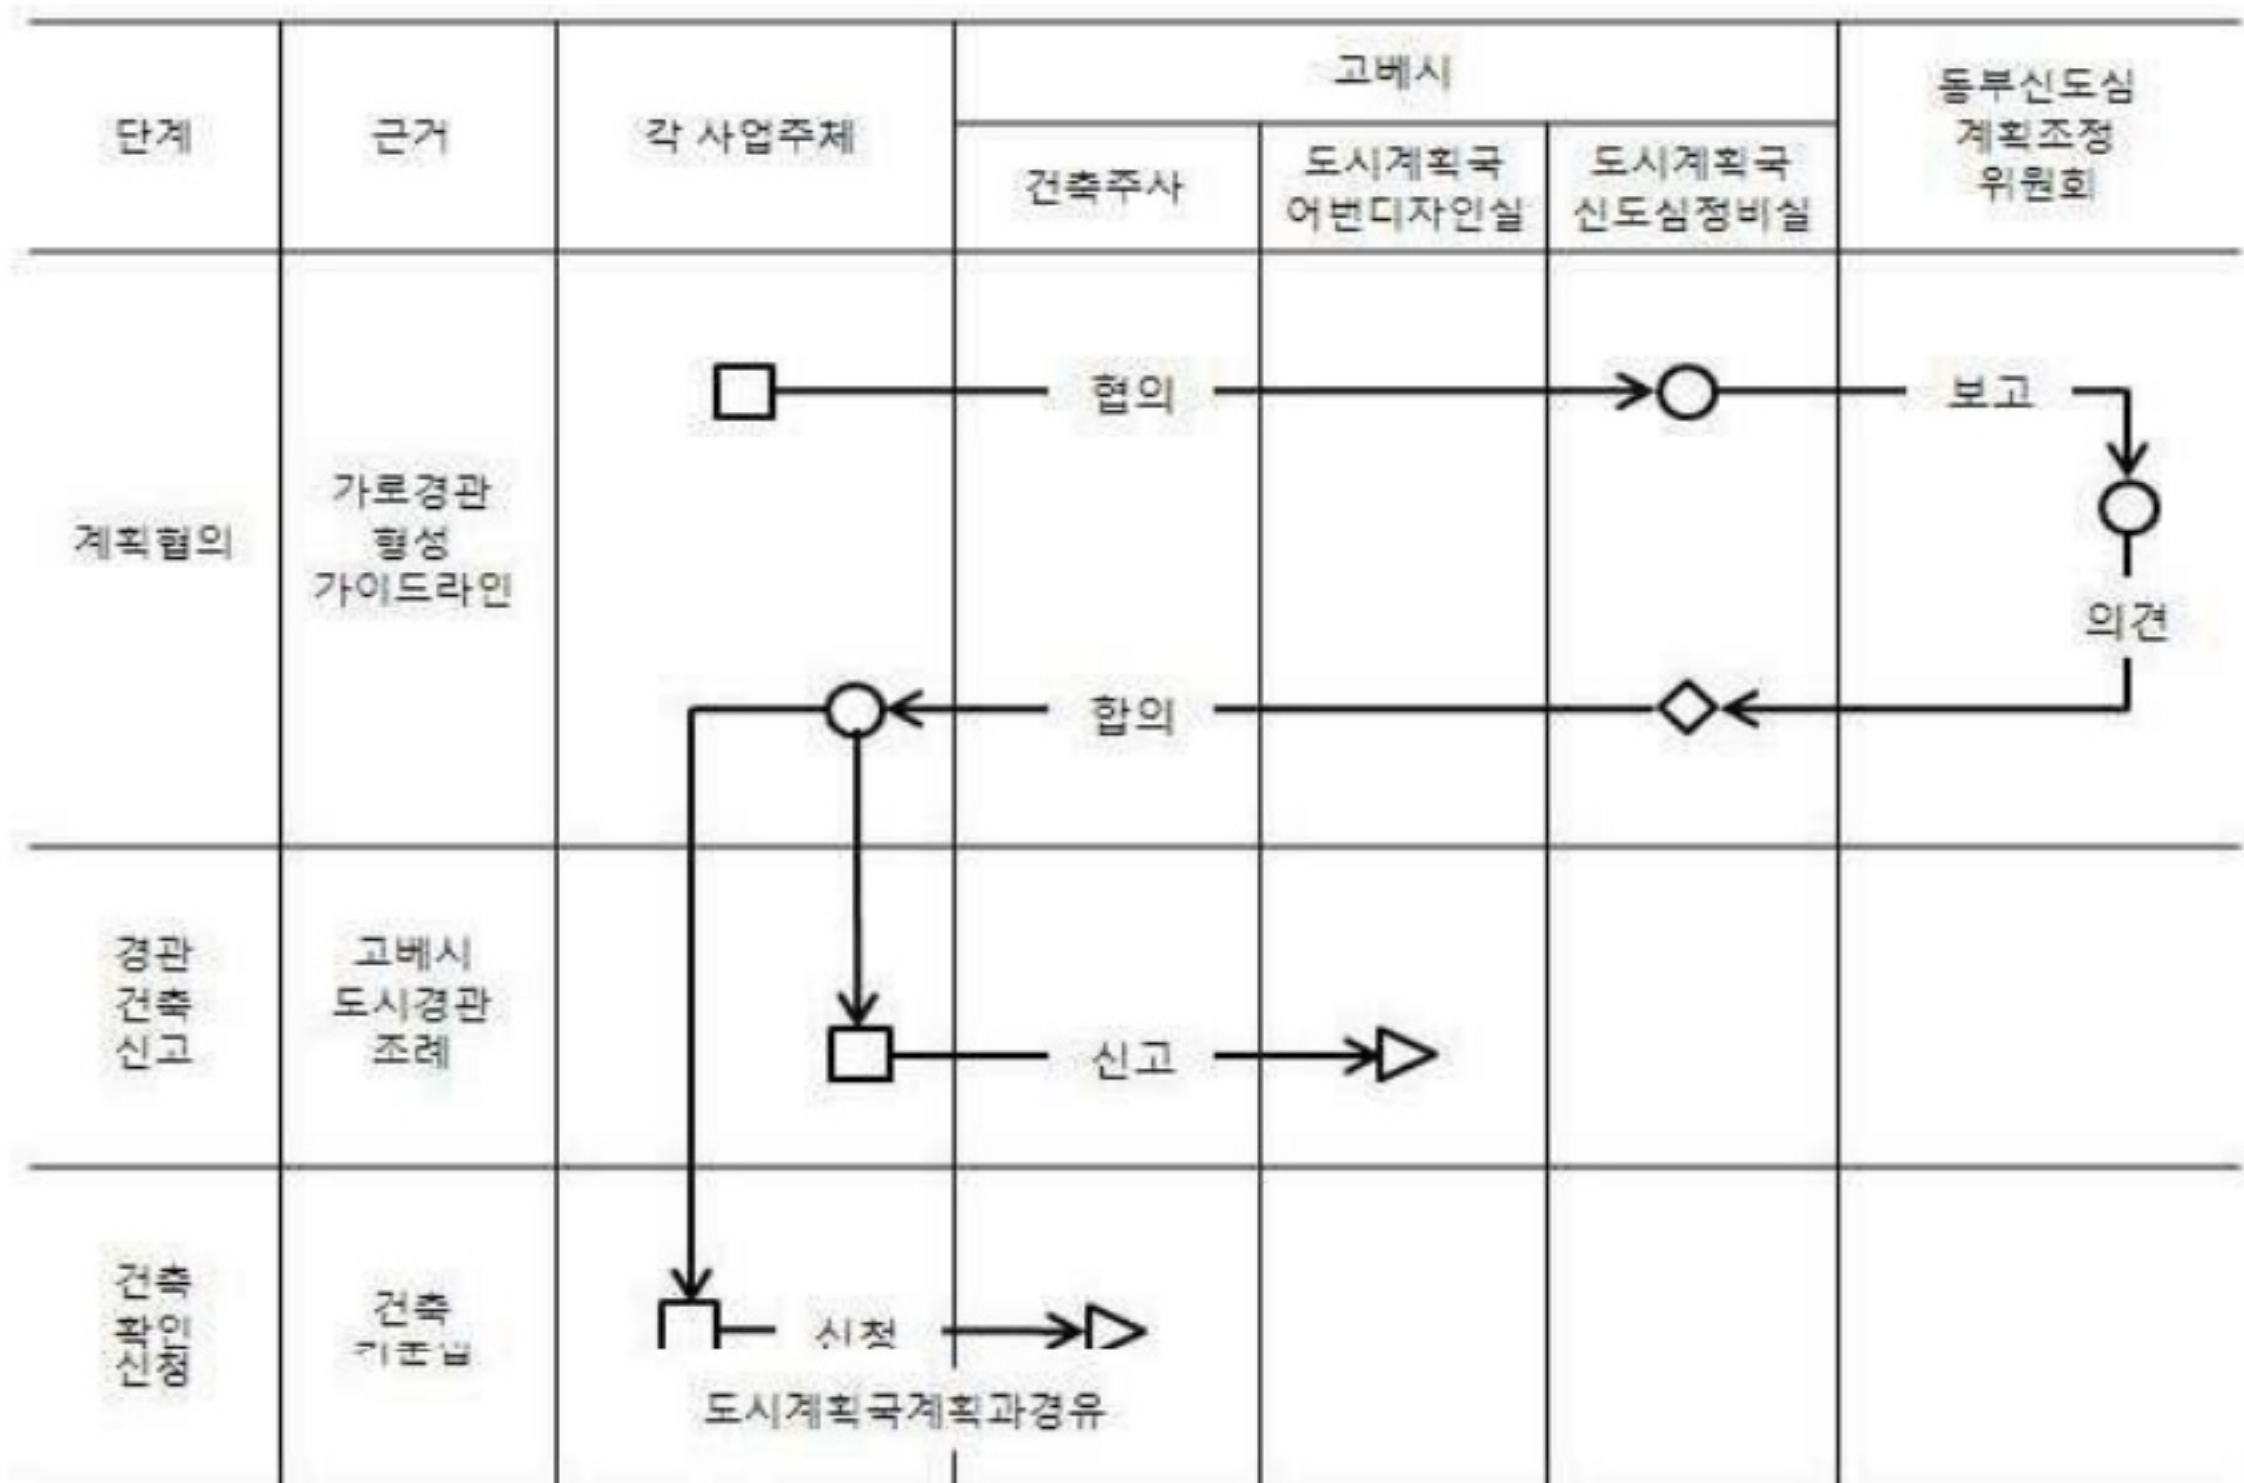 단계
근거
각 사업주체
고베시
건축주사
도시계획국
어번디자인실
도시계획국
신도심정비실
동부신도심
계획조정
위원회
계획협의
가로경관
형성
가이드라인
협의
보고
의견
합의
경관
건축
신고
고베시
도시경관
조례
신고
건축
확인
신청
건축
신청
도시계획국계획과경유